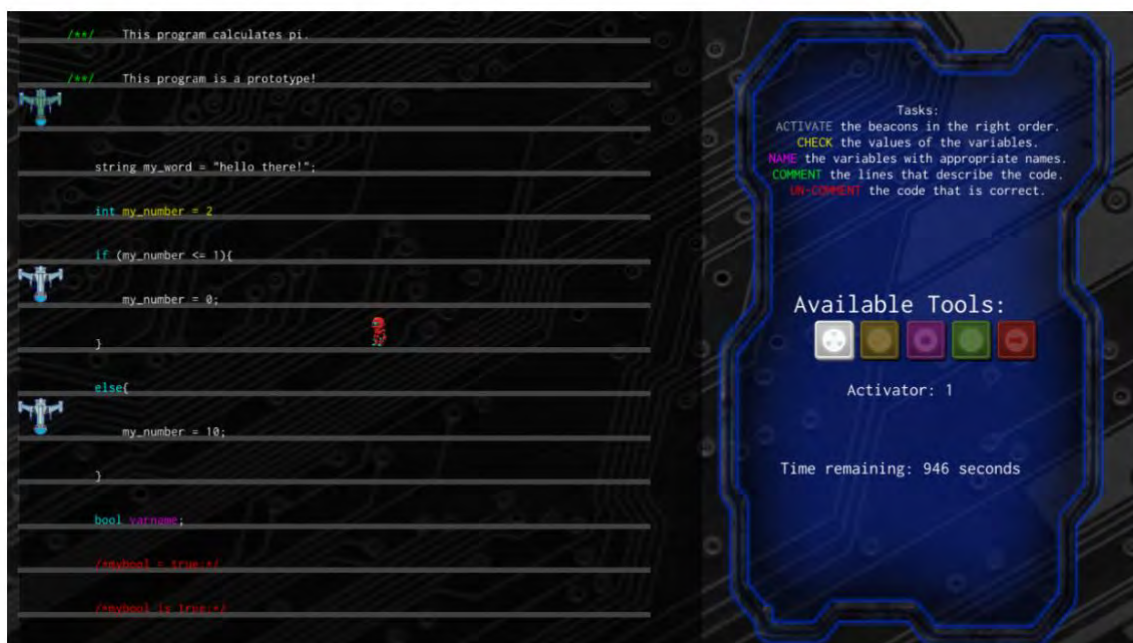 /**/ This program calculates pi.
/**/ This program is a prototype!
string my_word = "hello there!";
int my_number = 2
if (my_number <= 1){
my_number = 0;
}
else{
my_number = 10;
}
bool varname;
/*mybool = true;*/
/*mybool is true;*/
Tasks:
ACTIVATE the beacons in the right order.
CHECK the values of the variables.
NAME the variables with appropriate names.
COMMENT the lines that describe the code.
UN-COMMENT the code that is correct.
Available Tools:
Activator: 1
Time remaining: 946 seconds